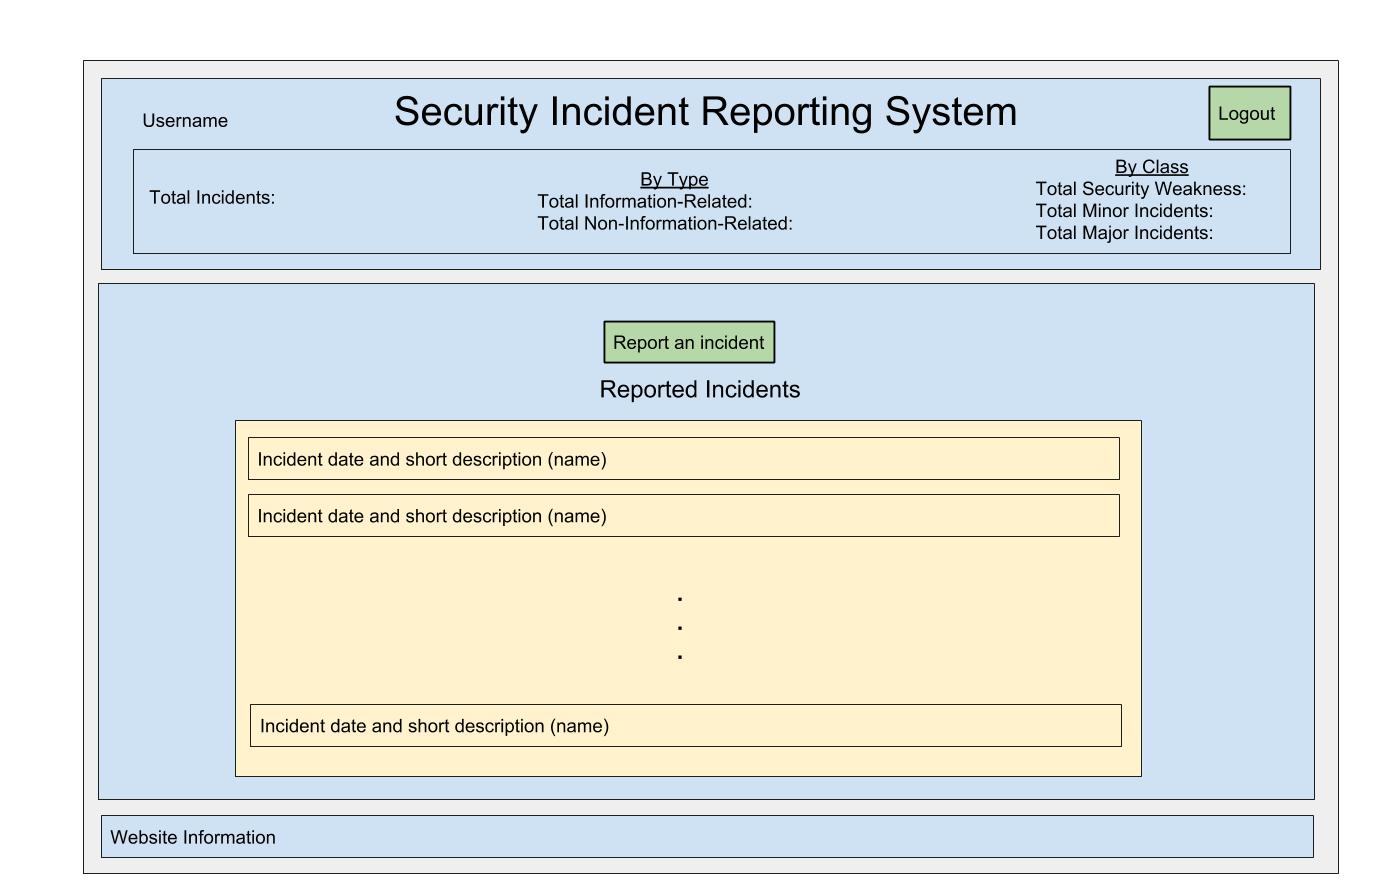 Username
Security Incident Reporting System
Logout
Total Incidents:
By Type
Total Information-Related:
Total Non-Information-Related:
By Class
Total Security Weakness:
Total Minor Incidents:
Total Major Incidents:
Report an incident
Reported Incidents
Incident date and short description (name)
Incident date and short description (name)
.
.
.
Incident date and short description (name)
Website Information